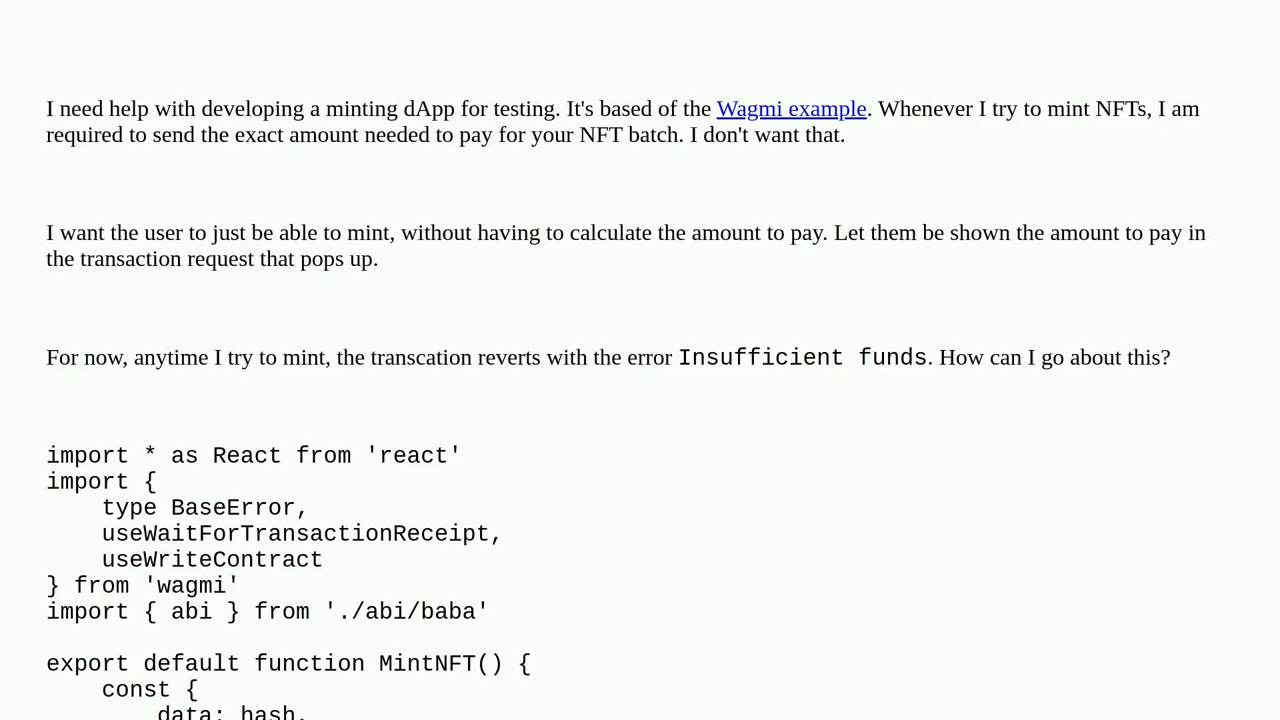 I need help with developing a minting dApp for testing. It's based of the Wagmi example. Whenever I try to mint NFTs, I am
required to send the exact amount needed to pay for your NFT batch. I don't want that.
I want the user to just be able to mint, without having to calculate the amount to pay. Let them be shown the amount to pay in
the transaction request that pops up.
For now, anytime I try to mint, the transcation reverts with the error Insufficient funds. How can I go about this?
import * as React from 'react'
import {
    type BaseError,
    useWaitForTransactionReceipt,
    useWriteContract
} from 'wagmi'
import { abi } from './abi/baba'

export default function MintNFT() {
    const {
        data: hash,